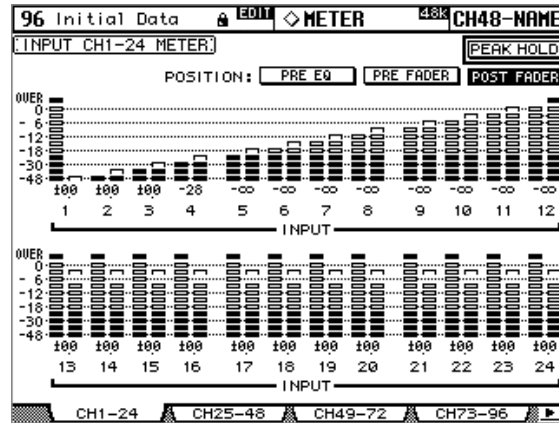 96 Initial Data EDIT ◇METER 48k CH48-NAME
INPUT CH1-24 METER
PEAK HOLD
POSITION: PRE EQ PRE FADER POST FADER
OVER
0
- 6
-12
-18
-30
-48
±00 ±00 ±00 -28 -∞ -∞ -∞ -∞ -∞ -∞ -∞ -∞
1 2 3 4 5 6 7 8 9 10 11 12
INPUT
OVER
0
- 6
-12
-18
-30
-48
±00 ±00 ±00 ±00 ±00 ±00 ±00 ±00 ±00 ±00 ±00 ±00
13 14 15 16 17 18 19 20 21 22 23 24
INPUT
CH1-24 CH25-48 CH49-72 CH73-96